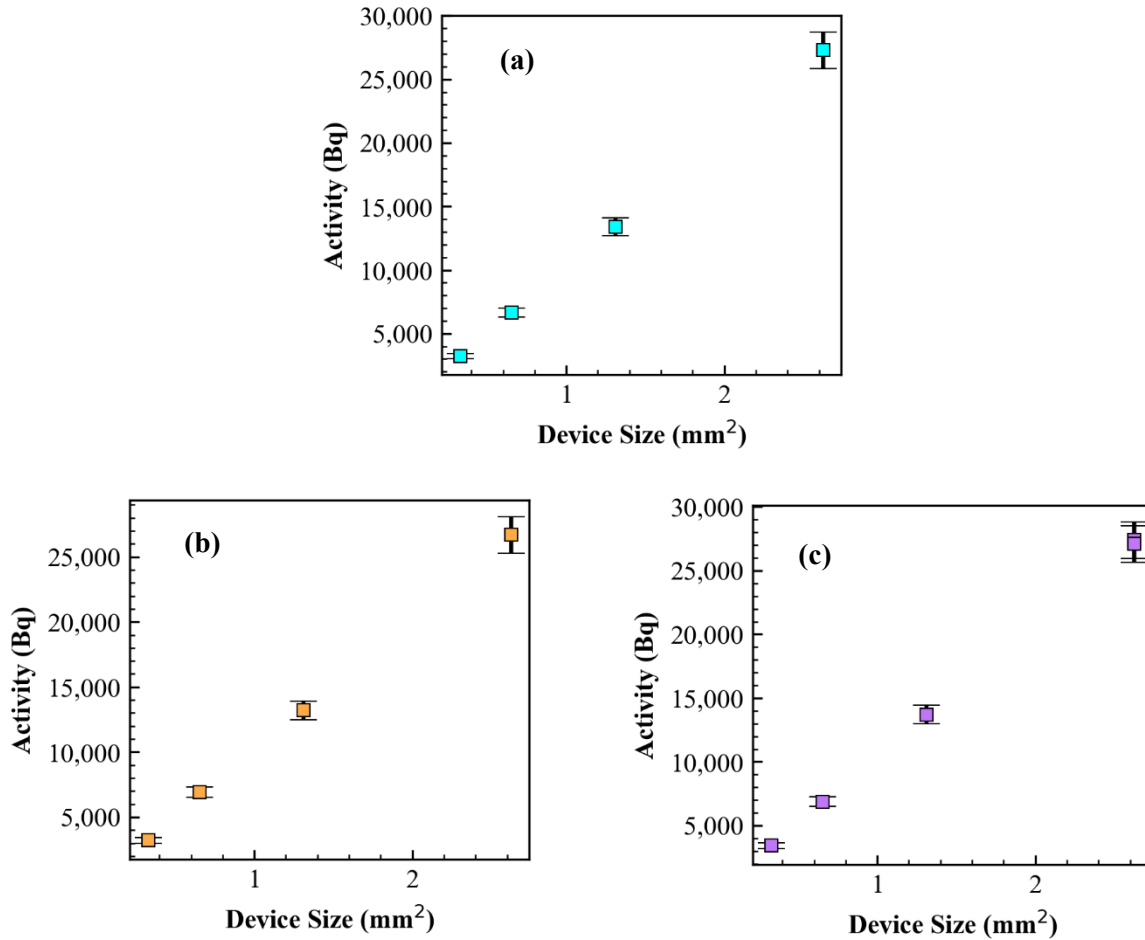 (a)
30,000
25,000
20,000
15,000
10,000
5,000
Activity (Bq)
1 2
Device Size (mm²)
(b)
25,000
20,000
15,000
10,000
5,000
Activity (Bq)
1 2
Device Size (mm²)
(c)
30,000
25,000
20,000
15,000
10,000
5,000
Activity (Bq)
1 2
Device Size (mm²)